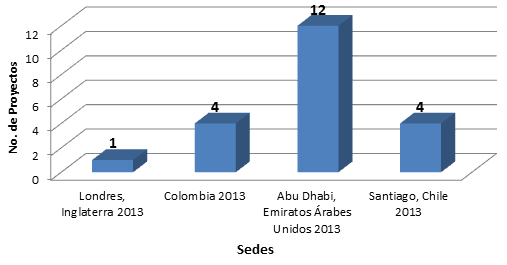 12
12
10
8
6
4
2
0
No. de Proyectos
1
4
4
Londres,
Inglaterra 2013
Colombia 2013
Abu Dhabi,
Emiratos Árabes
Unidos 2013
Santiago, Chile
2013
Sedes